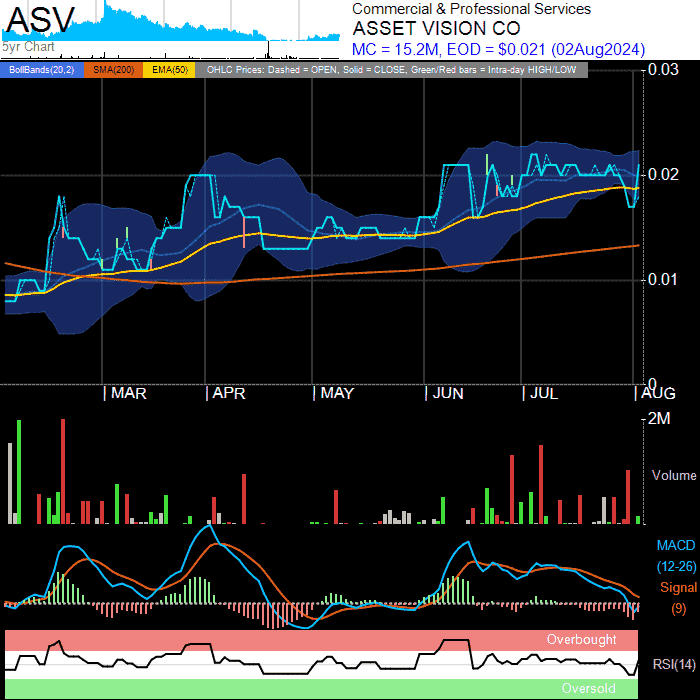 ASV
5yr Chart
Commercial & Professional Services
ASSET VISION CO
MC = 15.2M, EOD = $0.021 (02Aug2024)
BollBands(20,2) SMA(200) EMA(50) OHLC Prices: Dashed = OPEN, Solid = CLOSE, Green/Red bars = Intra-day HIGH/LOW
0.03
0.02
0.01
0
MAR APR MAY JUN JUL AUG
2M
Volume
MACD
(12-26)
Signal
(9)
Overbought
RSI(14)
Oversold